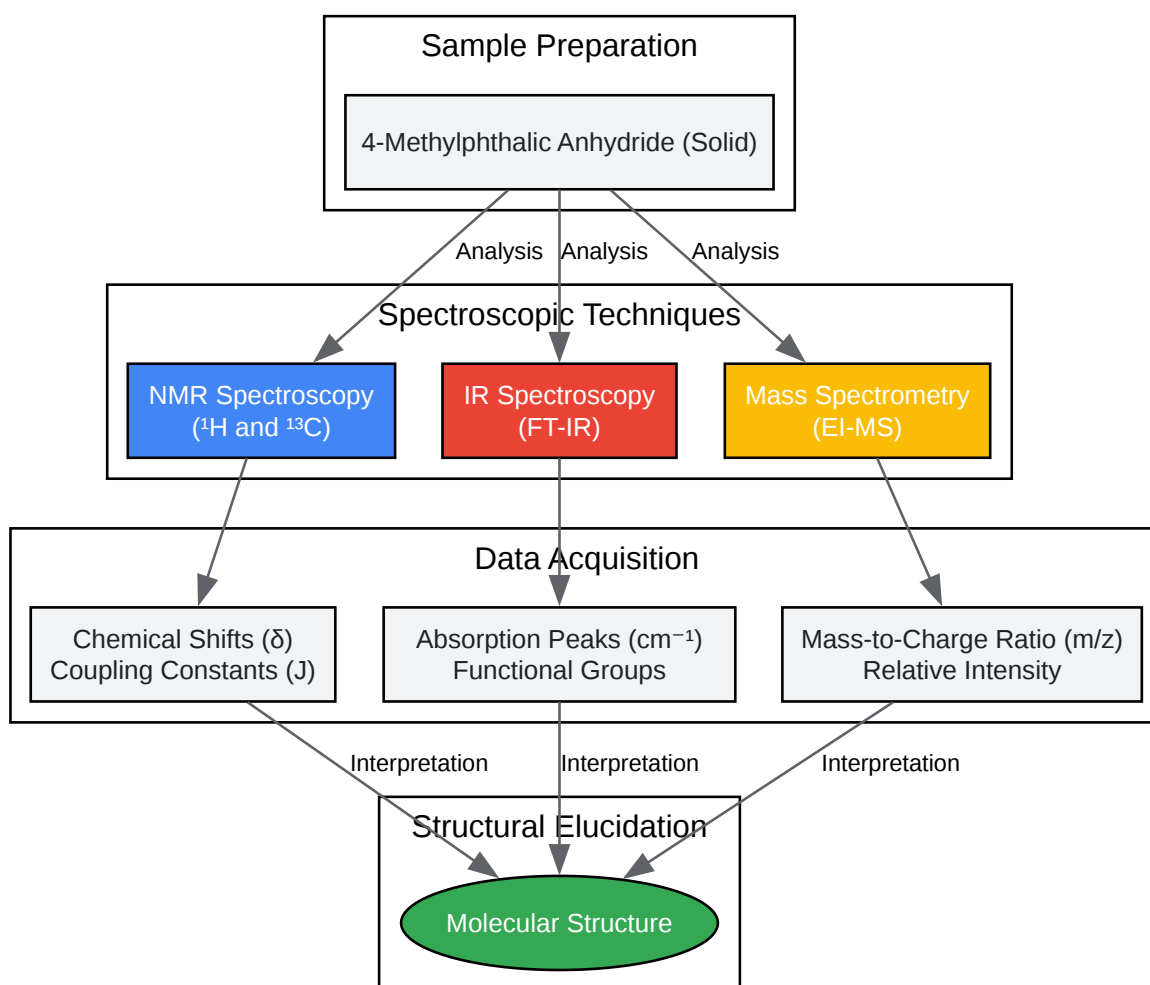 Sample Preparation
4-Methylphthalic Anhydride (Solid)
Analysis
Analysis
Analysis
Spectroscopic Techniques
NMR Spectroscopy
(¹H and ¹³C)
IR Spectroscopy
(FT-IR)
Mass Spectrometry
(EI-MS)
Data Acquisition
Chemical Shifts (δ)
Coupling Constants (J)
Absorption Peaks (cm⁻¹)
Functional Groups
Mass-to-Charge Ratio (m/z)
Relative Intensity
Interpretation
Interpretation
Interpretation
Structural Elucidation
Molecular Structure